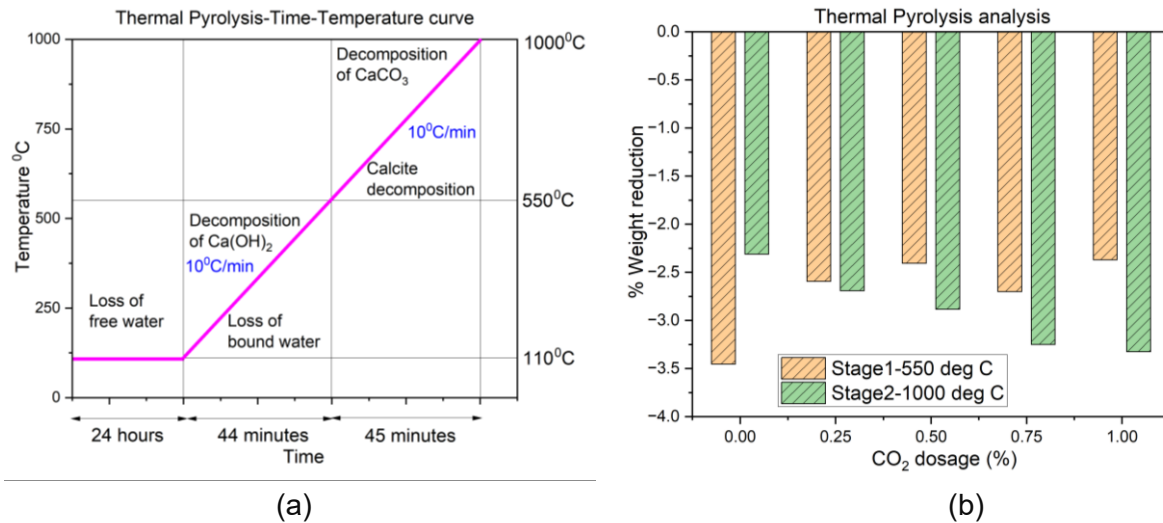 Thermal Pyrolysis-Time-Temperature curve
1000
750
500
250
0
Temperature ⁰C
Decomposition
of CaCO₃
10⁰C/min
Calcite
decomposition
Decomposition
of Ca(OH)₂
10⁰C/min
Loss of
free water
Loss of
bound water
1000⁰C
550⁰C
110⁰C
24 hours
44 minutes
45 minutes
Time
(a)
Thermal Pyrolysis analysis
0.0
−0.5
−1.0
−1.5
−2.0
−2.5
−3.0
−3.5
−4.0
% Weight reduction
Stage1-550 deg C
Stage2-1000 deg C
0.00
0.25
0.50
0.75
1.00
CO₂ dosage (%)
(b)